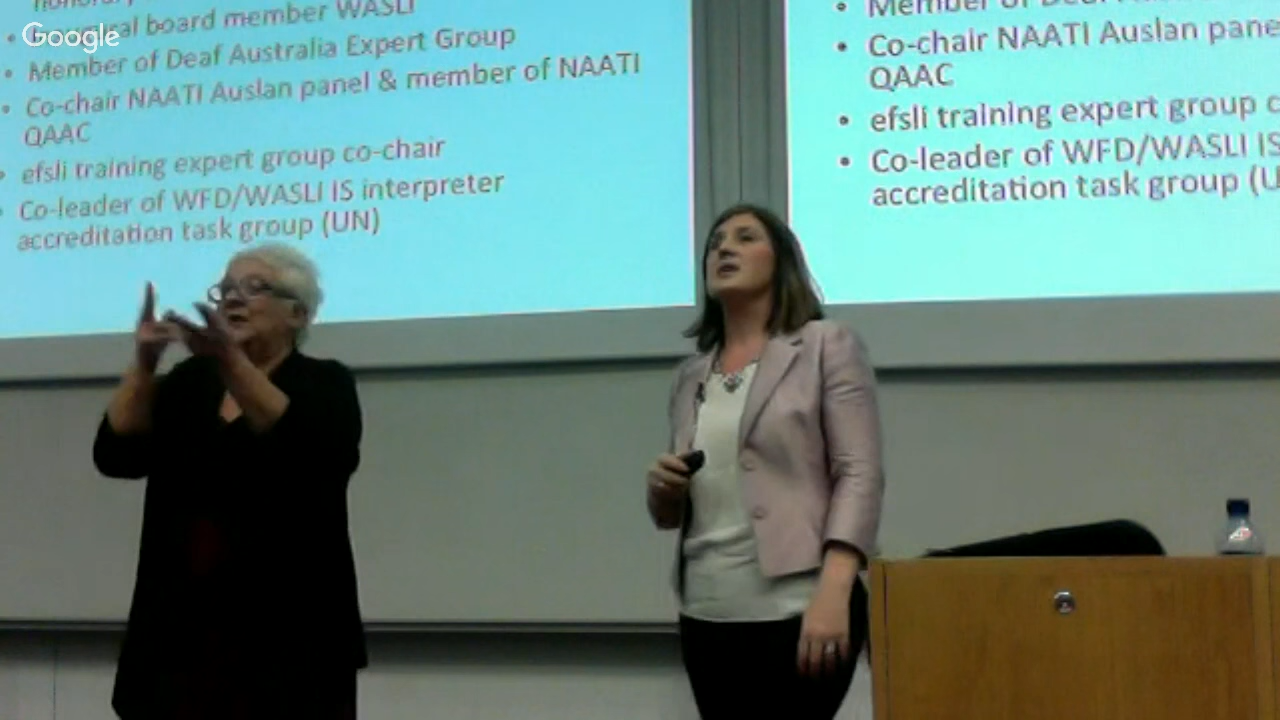 Google
honorary
board member WASLI
• Member of Deaf Australia Expert Group
• Co-chair NAATI Auslan panel & member of NAATI
QAAC
• efsli training expert group co-chair
• Co-leader of WFD/WASLI IS interpreter
accreditation task group (UN)
• Member of Deaf
• Co-chair NAATI Auslan pane
QAAC
• efsli training expert group c
• Co-leader of WFD/WASLI IS
accreditation task group (U